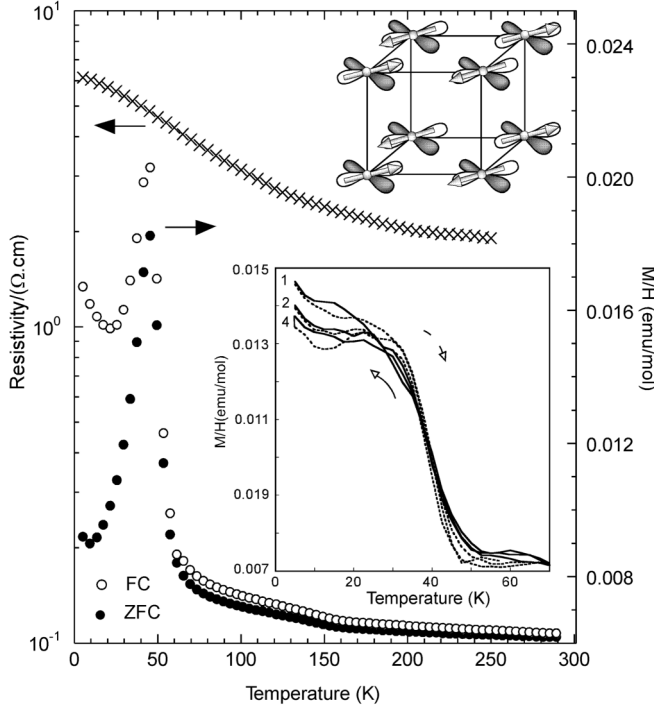 10¹
10⁰
10⁻¹
Resistivity/(Ω.cm)
0.024
0.020
0.016
0.012
0.008
M/H (emu/mol)
0 50 100 150 200 250 300
Temperature (K)
FC
ZFC
0.015
0.013
0.011
0.019
0.007
M/H(emu/mol)
1
2
4
0 20 40 60
Temperature (K)